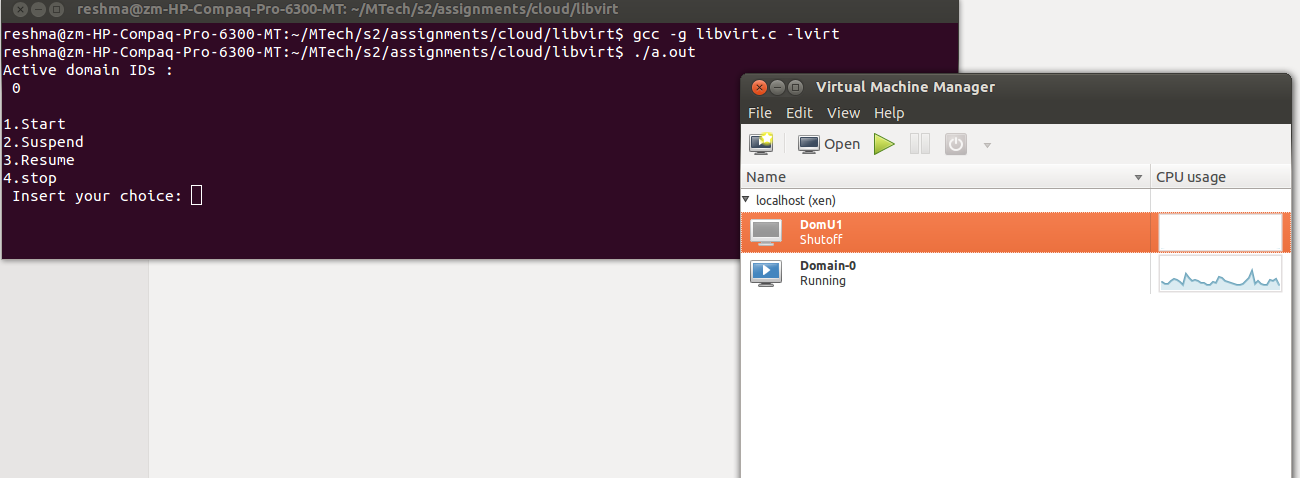 reshma@zm-HP-Compaq-Pro-6300-MT: ~/MTech/s2/assignments/cloud/libvirt
reshma@zm-HP-Compaq-Pro-6300-MT:~/MTech/s2/assignments/cloud/libvirt$ gcc -g libvirt.c -lvirt
reshma@zm-HP-Compaq-Pro-6300-MT:~/MTech/s2/assignments/cloud/libvirt$ ./a.out
Active domain IDs :
0
1.Start
2.Suspend
3.Resume
4.stop
Insert your choice:
Virtual Machine Manager
File Edit View Help
Open
Name CPU usage
localhost (xen)
DomU1
Shutoff
Domain-0
Running